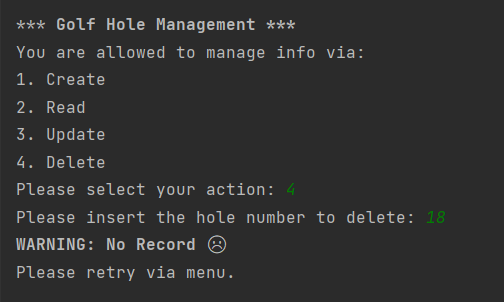 *** Golf Hole Management ***
You are allowed to manage info via:
1. Create
2. Read
3. Update
4. Delete
Please select your action: 4
Please insert the hole number to delete: 18
WARNING: No Record ☹
Please retry via menu.